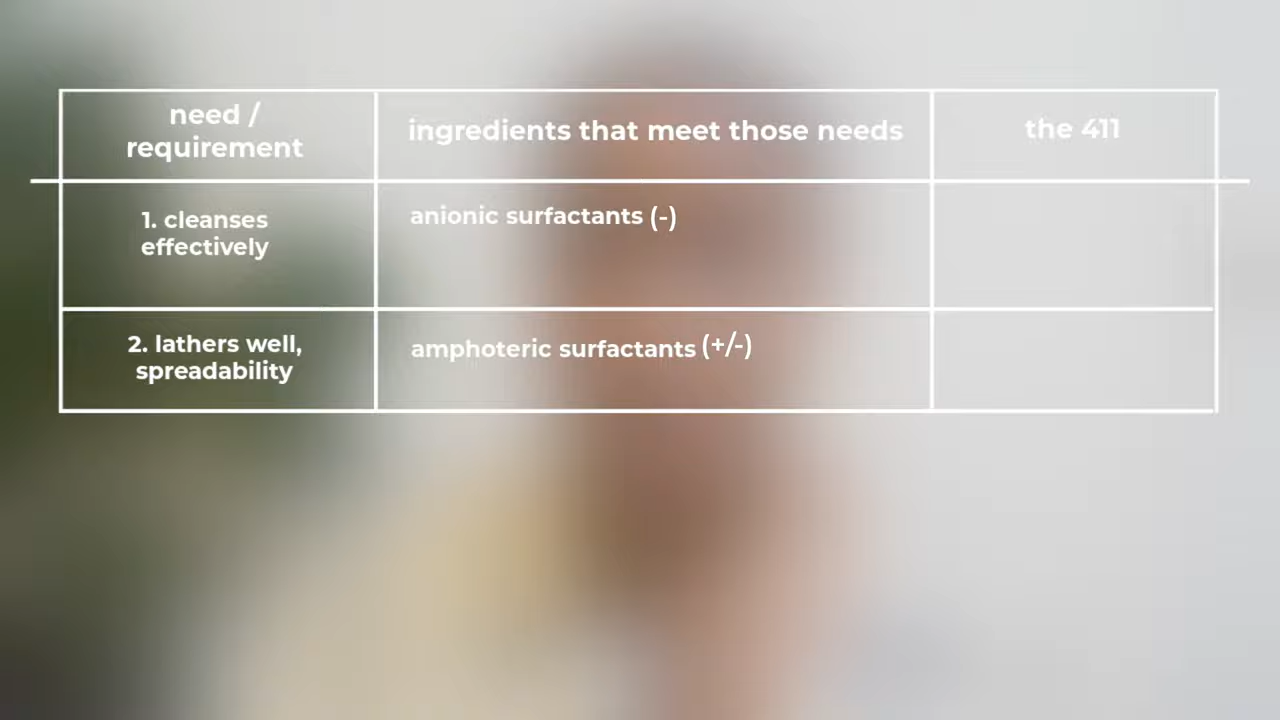 need /
requirement
ingredients that meet those needs
the 411
1. cleanses
effectively
anionic surfactants (-)
2. lathers well,
spreadability
amphoteric surfactants (+/-)